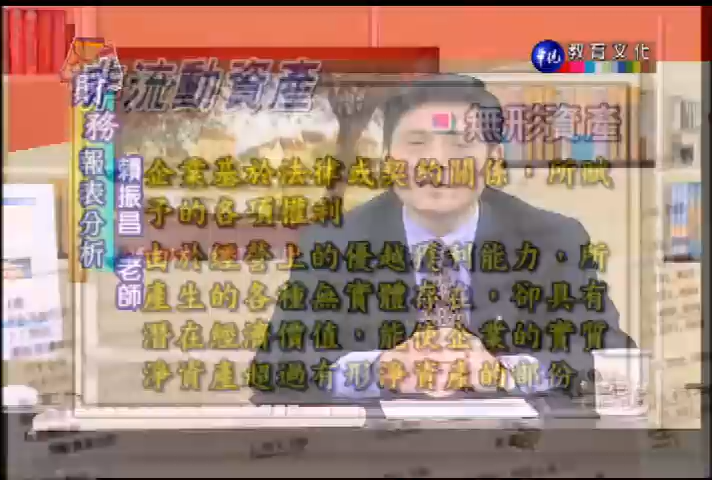 華視 教育文化
流動資產
無形資產
財務報表分析
賴振昌 老師
企業基於法律或契約關係，所賦
予的各項權利
由於經營上的優越獲利能力，所
產生的各種無實體存在，卻具有
潛在經濟價值，能使企業的實質
淨資產超過有形淨資產的部份。